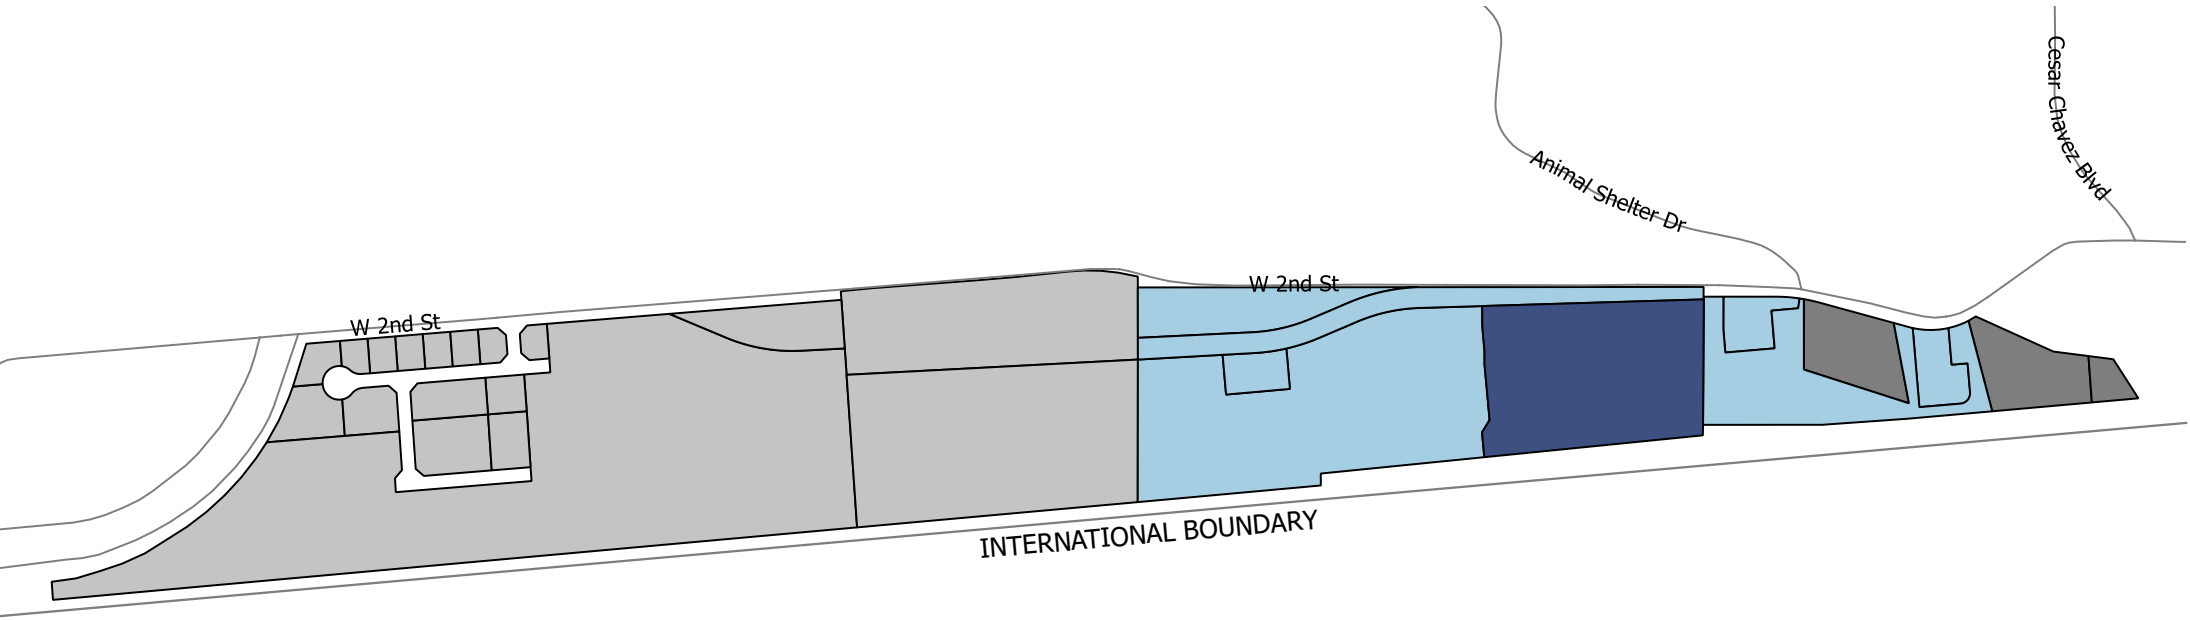 Cesar Chavez Blvd
Animal Shelter Dr
W 2nd St
W 2nd St
INTERNATIONAL BOUNDARY